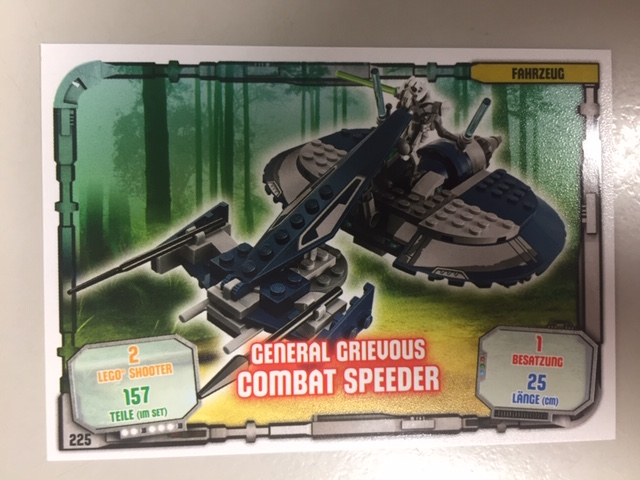 FAHRZEUG
GENERAL GRIEVOUS
COMBAT SPEEDER
2
LEGO® SHOOTER
157
TEILE (IM SET)
1
BESATZUNG
25
LÄNGE (CM)
225